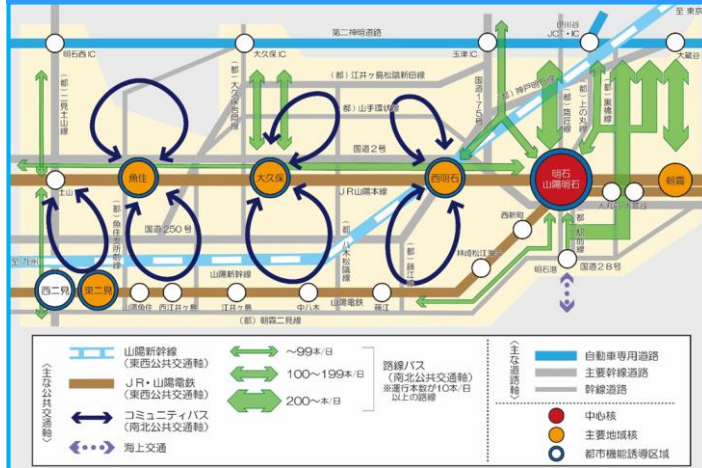 至 東京
第二神明道路
伊川谷
JCT・IC
明石西IC
大久保IC
玉津IC
大蔵谷
(都)二見土山線
(都)大久保岩岡線
(都)江井ヶ島松陰新田線
(都)山手環状線
国道175号
(都)神戸明石線
(都)上の丸線
国道2号
土山
魚住
大久保
西明石
明石
山陽明石
朝霧
JR山陽本線
人丸前
大蔵谷
西新町
国道250号
(都)魚住支所前線
(都)八木松陰線
(都)藤江線
林崎松江海岸
(都)駅前線
明石港
国道28号
至 九州
山陽新幹線
西二見
東二見
山陽魚住
西江井ヶ島
江井ヶ島
中八木
山陽電鉄
藤江
(都)朝霧二見線
〈主な公共交通軸〉
山陽新幹線
(東西公共交通軸)
JR・山陽電鉄
(東西公共交通軸)
コミュニティバス
(南北公共交通軸)
海上交通
～99本/日
100～199本/日
200～本/日
路線バス
(南北公共交通軸)
※運行本数が10本/日
以上の路線
〈主な道路軸〉
自動車専用道路
主要幹線道路
幹線道路
中心核
主要地域核
都市機能誘導区域